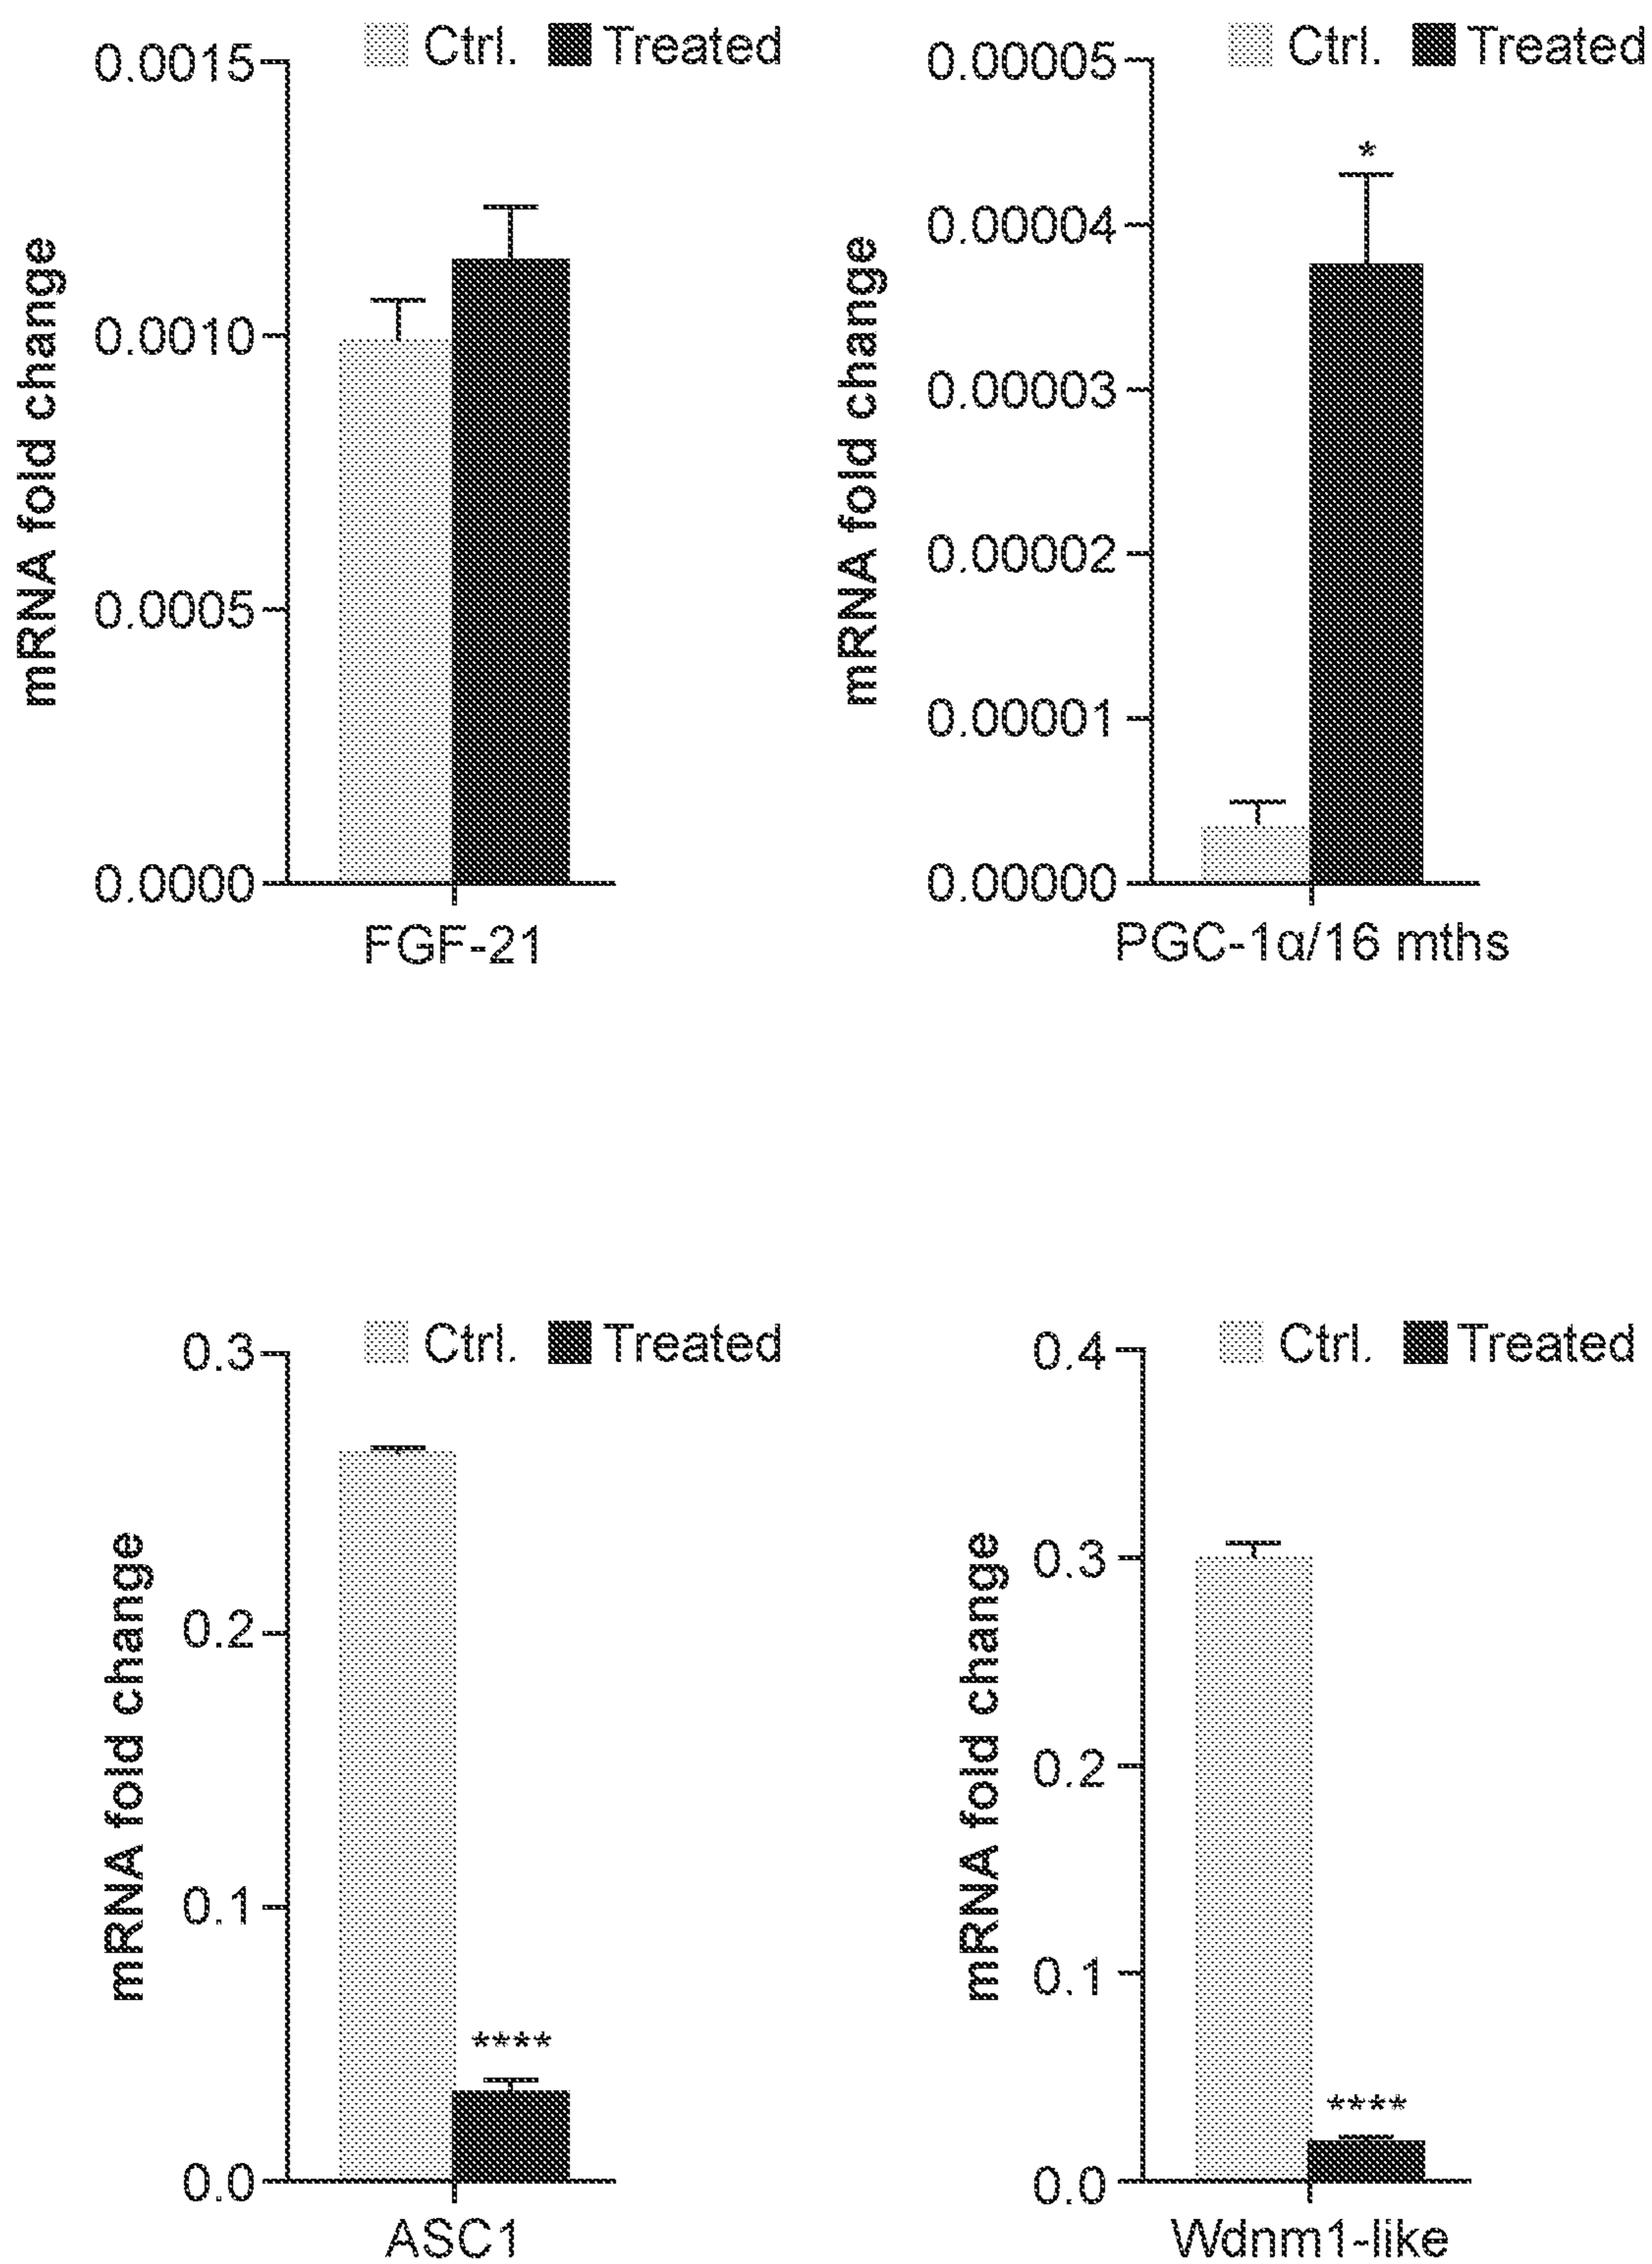 Ctrl. Treated
0.0015
0.0010
0.0005
0.0000
mRNA fold change
FGF-21
Ctrl. Treated
0.00005
0.00004
0.00003
0.00002
0.00001
0.00000
mRNA fold change
*
PGC-1α/16 mths
Ctrl. Treated
0.3
0.2
0.1
0.0
mRNA fold change
****
ASC1
Ctrl. Treated
0.4
0.3
0.2
0.1
0.0
mRNA fold change
****
Wdnm1-like